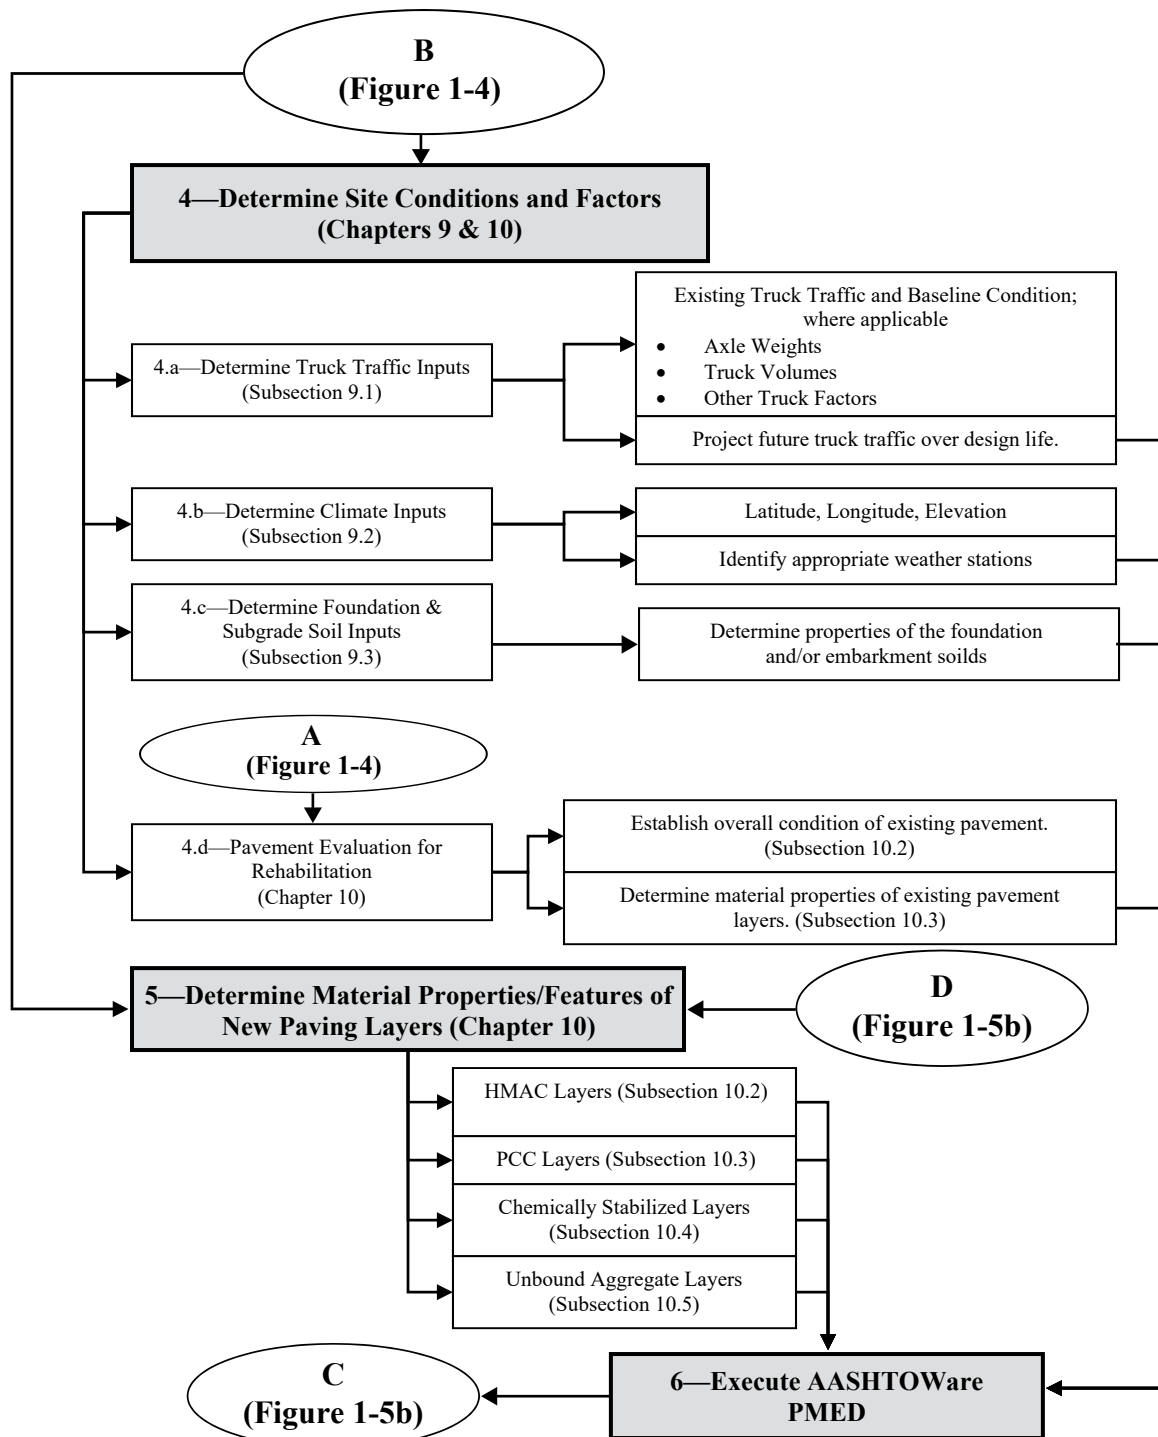 B
(Figure 1-4)
4—Determine Site Conditions and Factors
(Chapters 9 & 10)
Existing Truck Traffic and Baseline Condition;
where applicable
• Axle Weights
• Truck Volumes
• Other Truck Factors
4.a—Determine Truck Traffic Inputs
(Subsection 9.1)
Project future truck traffic over design life.
4.b—Determine Climate Inputs
(Subsection 9.2)
Latitude, Longitude, Elevation
Identify appropriate weather stations
4.c—Determine Foundation &
Subgrade Soil Inputs
(Subsection 9.3)
Determine properties of the foundation
and/or embarkment soilds
A
(Figure 1-4)
4.d—Pavement Evaluation for
Rehabilitation
(Chapter 10)
Establish overall condition of existing pavement.
(Subsection 10.2)
Determine material properties of existing pavement
layers. (Subsection 10.3)
5—Determine Material Properties/Features of
New Paving Layers (Chapter 10)
D
(Figure 1-5b)
HMAC Layers (Subsection 10.2)
PCC Layers (Subsection 10.3)
Chemically Stabilized Layers
(Subsection 10.4)
Unbound Aggregate Layers
(Subsection 10.5)
C
(Figure 1-5b)
6—Execute AASHTOWare
PMED